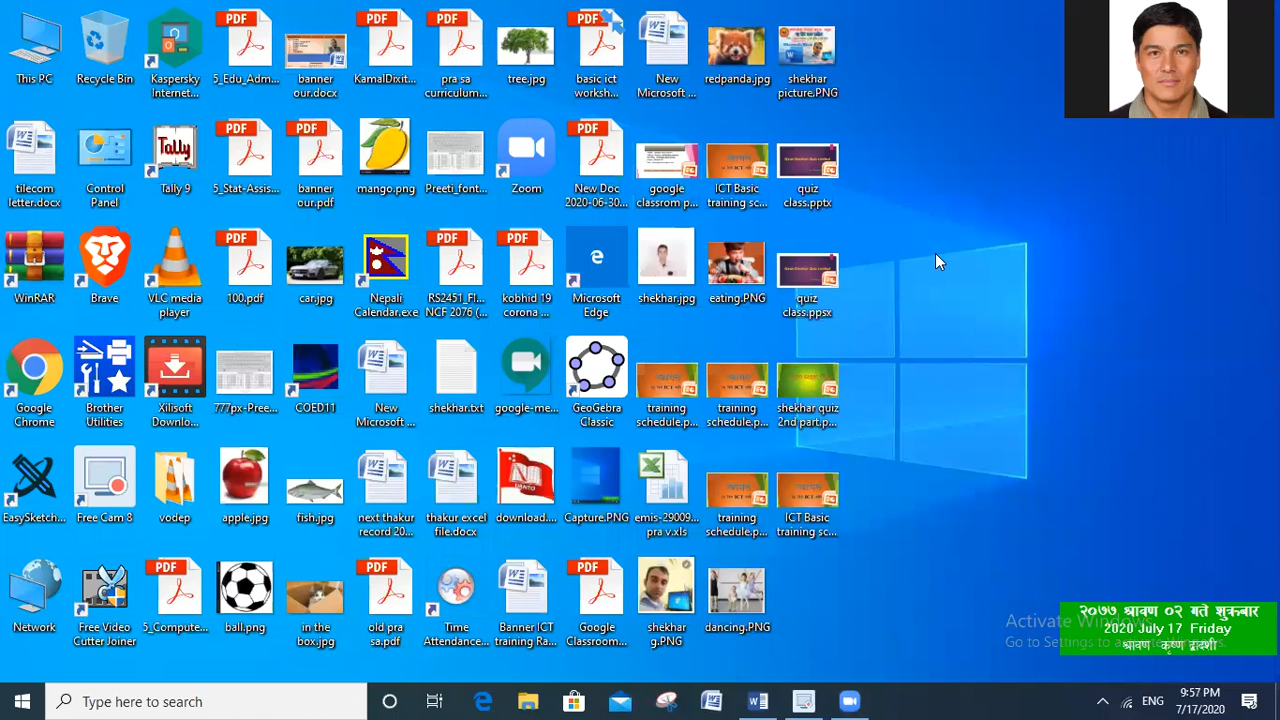 This PC
Recycle Bin
Kaspersky
Internet...
5_Edu_Adm...
banner
our.docx
KamalDixit...
pra sa
curriculum...
tree.jpg
basic ict
worksh...
New
Microsoft ...
redpanda.jpg
shekhar
picture.PNG
tilecom
letter.docx
Control
Panel
Tally 9
5_Stat-Assis...
banner
our.pdf
mango.png
Preeti_font...
Zoom
New Doc
2020-06-30...
google
classrom p...
ICT Basic
training sc...
quiz
class.pptx
WinRAR
Brave
VLC media
player
100.pdf
car.jpg
Nepali
Calendar.exe
RS2451_Fl...
NCF 2076 (...
kobhid 19
corona ...
Microsoft
Edge
shekhar.jpg
eating.PNG
quiz
class.ppsx
Google
Chrome
Brother
Utilities
Xilisoft
Downlo...
777px-Pree...
COED11
New
Microsoft ...
shekhar.txt
google-me...
GeoGebra
Classic
training
schedule.p...
training
schedule.p...
shekhar quiz
2nd part.p...
EasySketch...
Free Cam 8
vodep
apple.jpg
fish.jpg
next thakur
record 20...
thakur excel
file.docx
download....
Capture.PNG
emis-29009...
pra v.xls
training
schedule.p...
ICT Basic
training sc...
Network
Free Video
Cutter Joiner
5_Compute...
ball.png
in the
box.jpg
old pra
sa.pdf
Time
Attendance...
Banner ICT
training Ra...
Google
Classroom...
shekhar
g.PNG
dancing.PNG
Activate Windows
Go to Settings to activate Windows.
२०७७ श्रावण ०२ गते शुक्रबार
2020 July 17 Friday
श्रावण कृष्ण द्वादशी
Type here to search
ENG
9:57 PM
7/17/2020